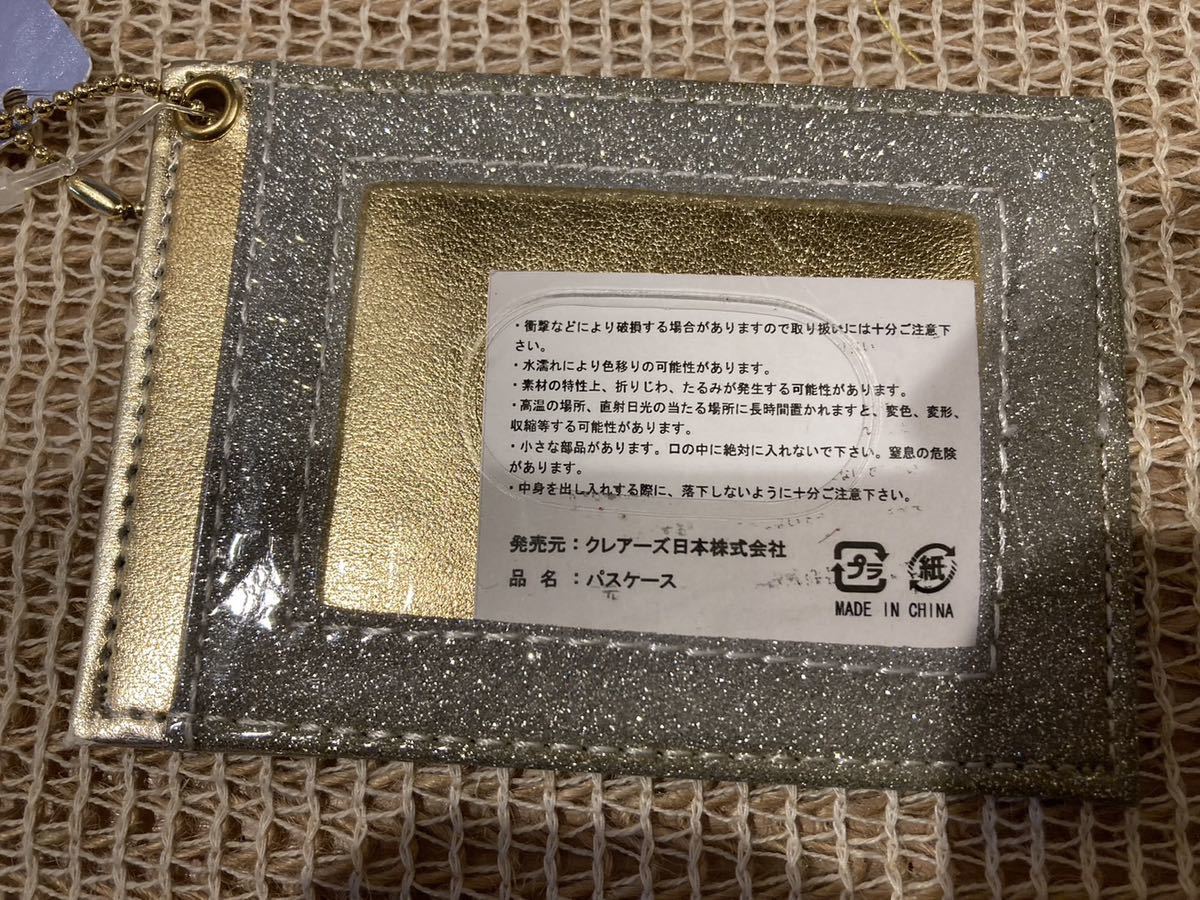 ・衝撃などにより破損する場合がありますので取り扱いには十分ご注意下
さい。
・水濡れにより色移りの可能性があります。
・素材の特性上、折りじわ、たるみが発生する可能性があります。
・高温の場所、直射日光の当たる場所に長時間置かれますと、変色、変形、
収縮等する可能性があります。
・小さな部品があります。口の中に絶対に入れないで下さい。窒息の危険
があります。
・中身を出し入れする際に、落下しないように十分ご注意下さい。
発売元：クレアーズ日本株式会社
品 名 ：パスケース
プラ 紙
MADE IN CHINA